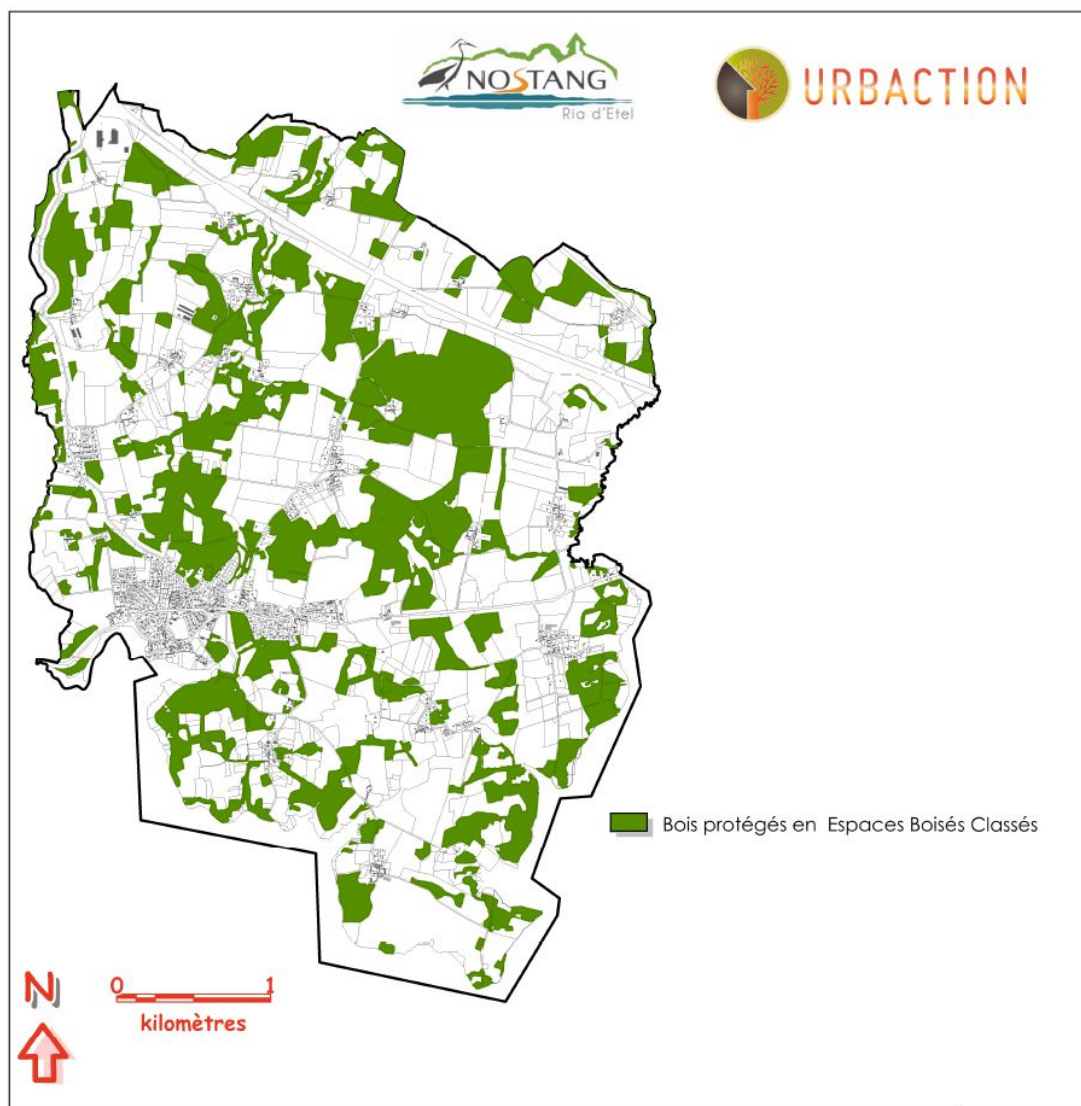 NOSTANG
Ria d'Etel
URBACTION
Bois protégés en Espaces Boisés Classés
N
0 1
kilomètres